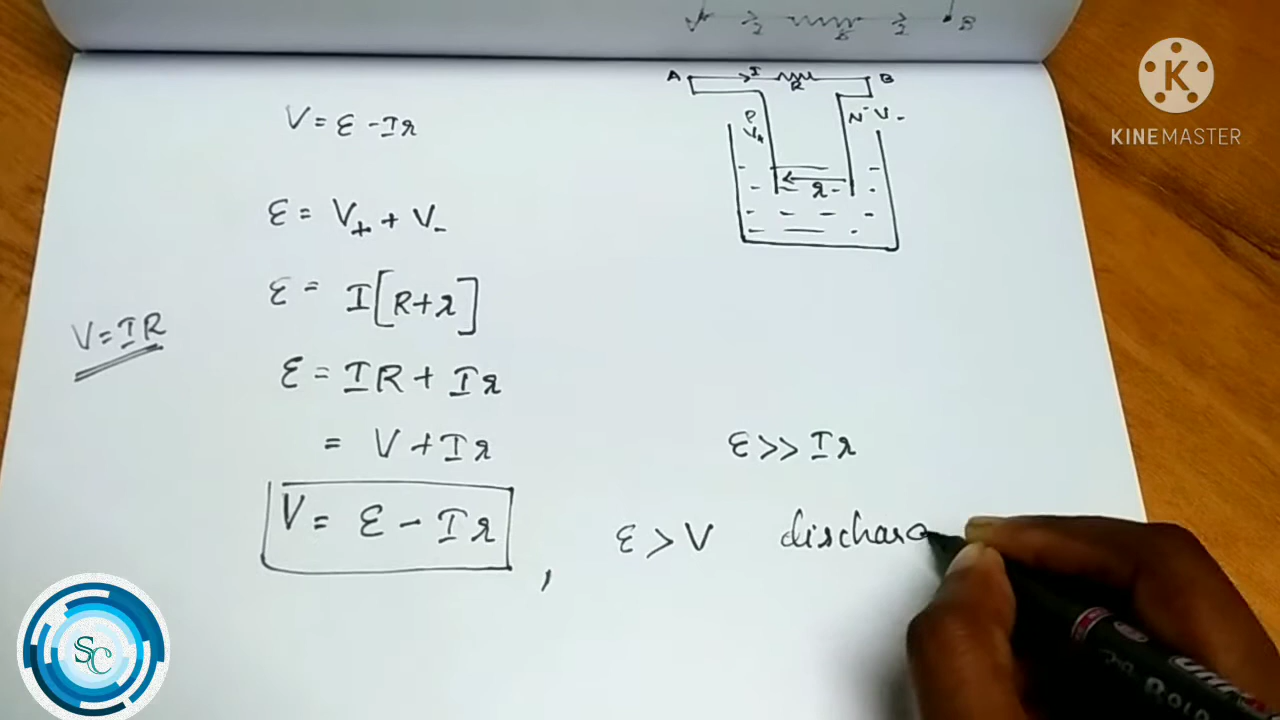 I R I B
A I R B
P V+ N- V-
r
V = ε - Ir
ε = V+ + V-
ε = I[R+r]
V = IR
ε = IR + Ir
= V + Ir
ε >> Ir
V = ε - Ir , ε > V discharg
K
KINEMASTER
SC